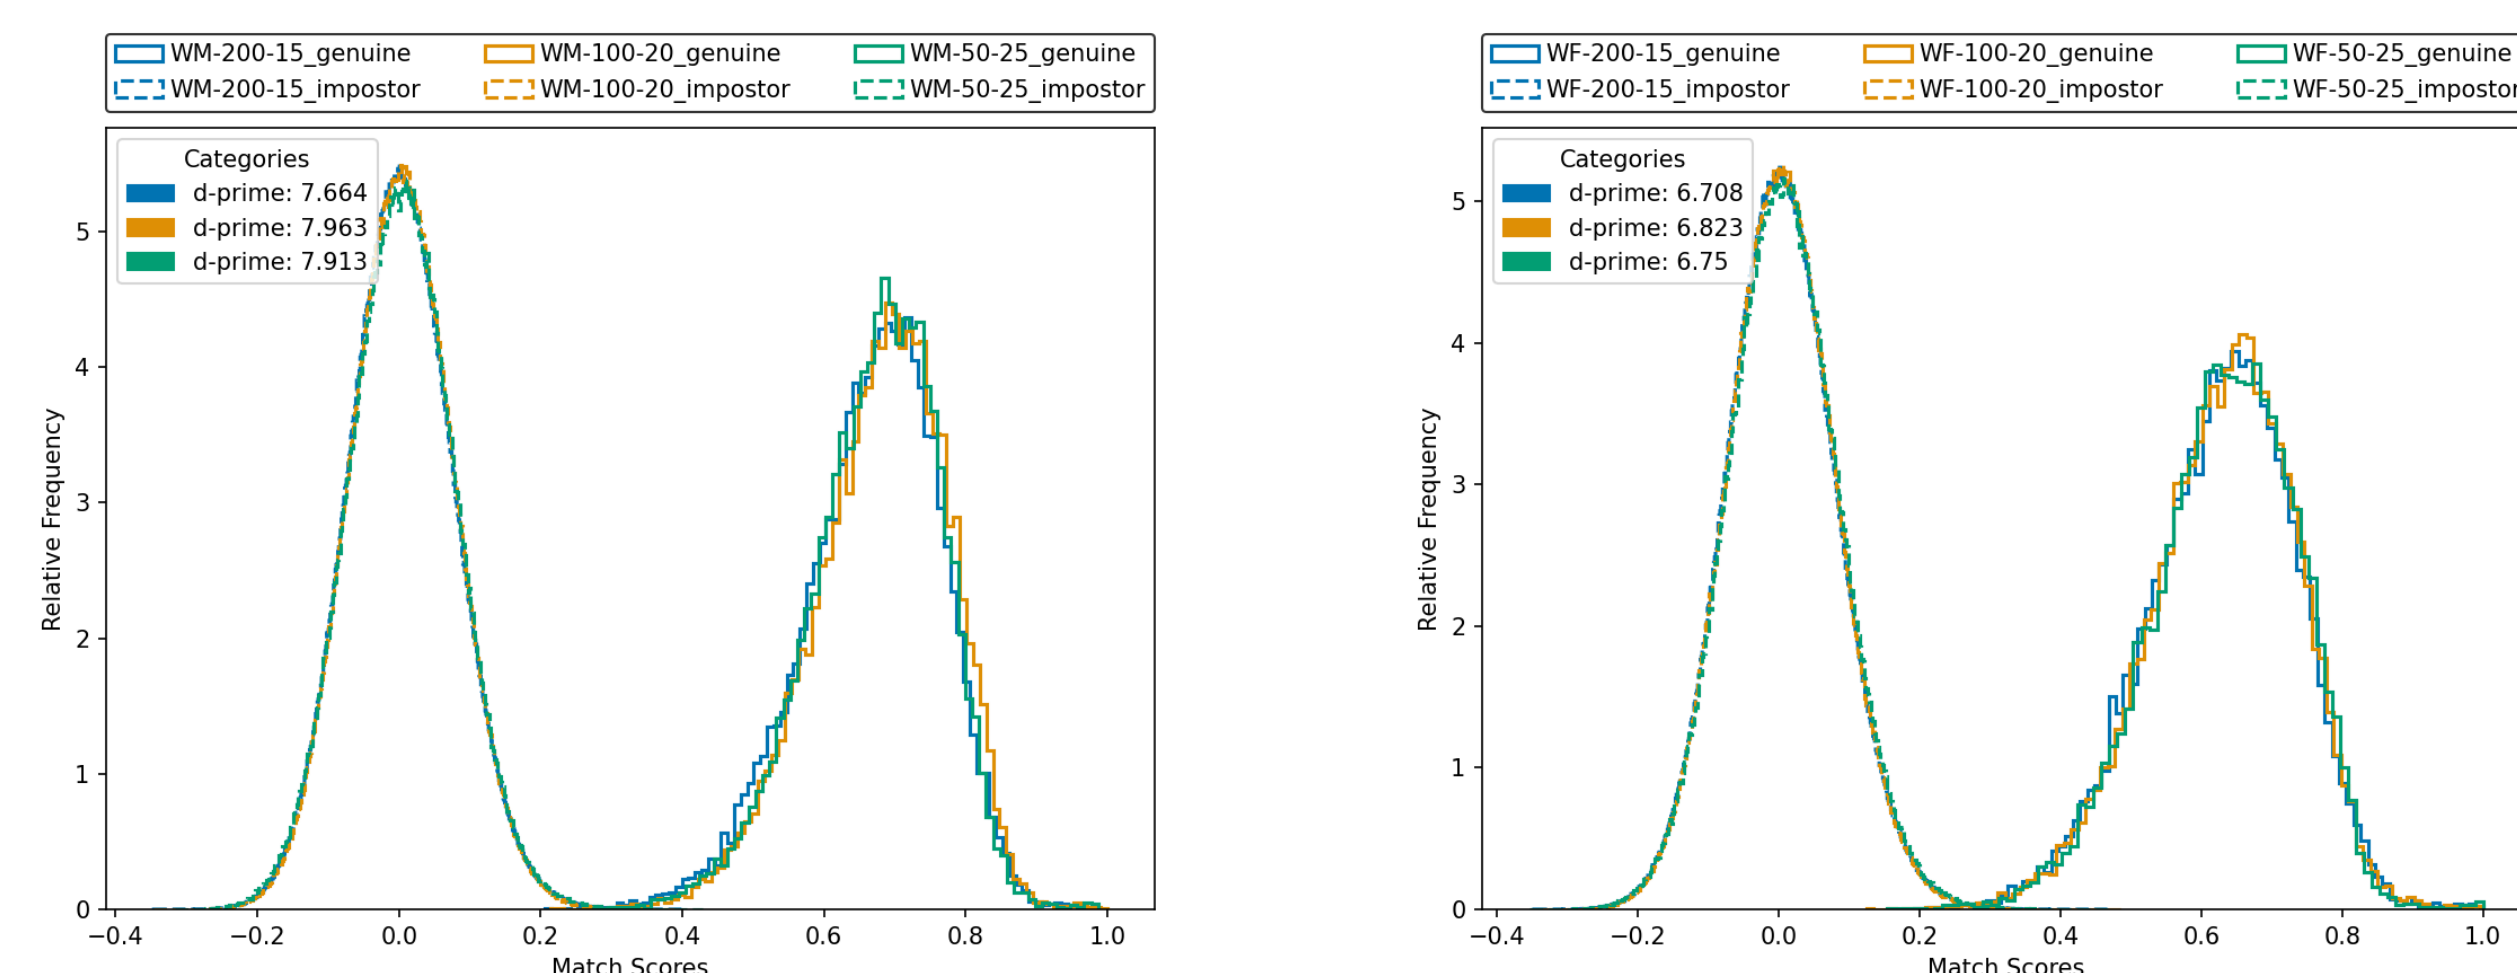 WM-200-15_genuine WM-100-20_genuine WM-50-25_genuine
WM-200-15_impostor WM-100-20_impostor WM-50-25_impostor
Categories
d-prime: 7.664
d-prime: 7.963
d-prime: 7.913
Relative Frequency
5
4
3
2
1
0
−0.4 −0.2 0.0 0.2 0.4 0.6 0.8 1.0
Match Scores
WF-200-15_genuine WF-100-20_genuine WF-50-25_genuine
WF-200-15_impostor WF-100-20_impostor WF-50-25_impostor
Categories
d-prime: 6.708
d-prime: 6.823
d-prime: 6.75
Relative Frequency
5
4
3
2
1
0
−0.4 −0.2 0.0 0.2 0.4 0.6 0.8 1.0
Match Scores